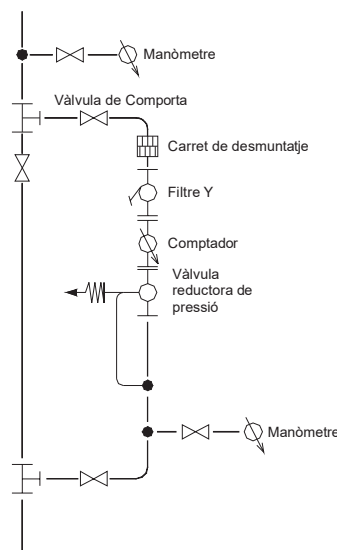 Manòmetre
Vàlvula de Comporta
Carret de desmuntatje
Filtre Y
Comptador
Vàlvula
reductora de
pressió
Manòmetre